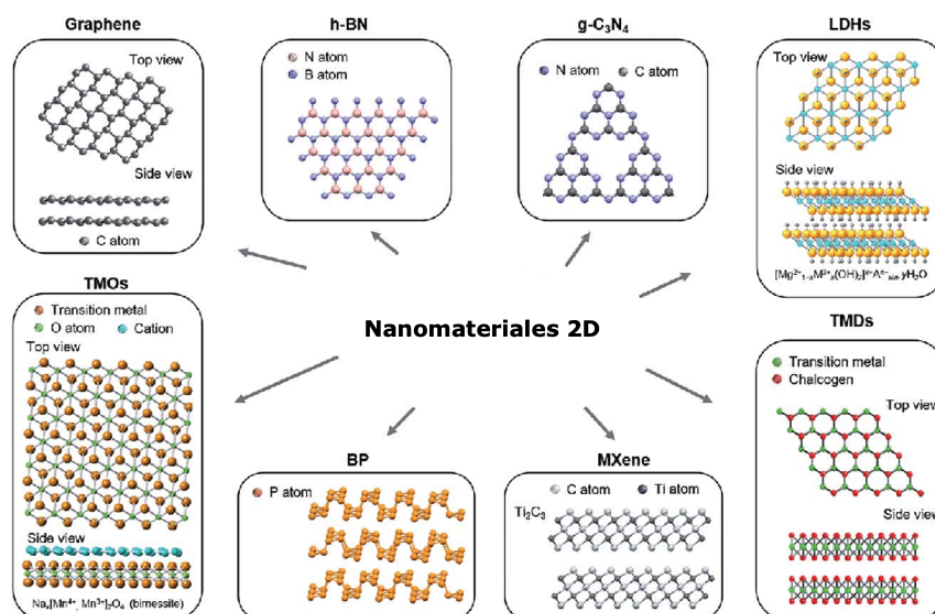 Graphene
Top view
Side view
C atom
h-BN
N atom
B atom
g-C₃N₄
N atom C atom
LDHs
Top view
Side view
TMOs
Transition metal
O atom Cation
Top view
Side view
(birnessite)
Nanomateriales 2D
BP
P atom
MXene
C atom Ti atom
Ti₂C₃
TMDs
Transition metal
Chalcogen
Top view
Side view